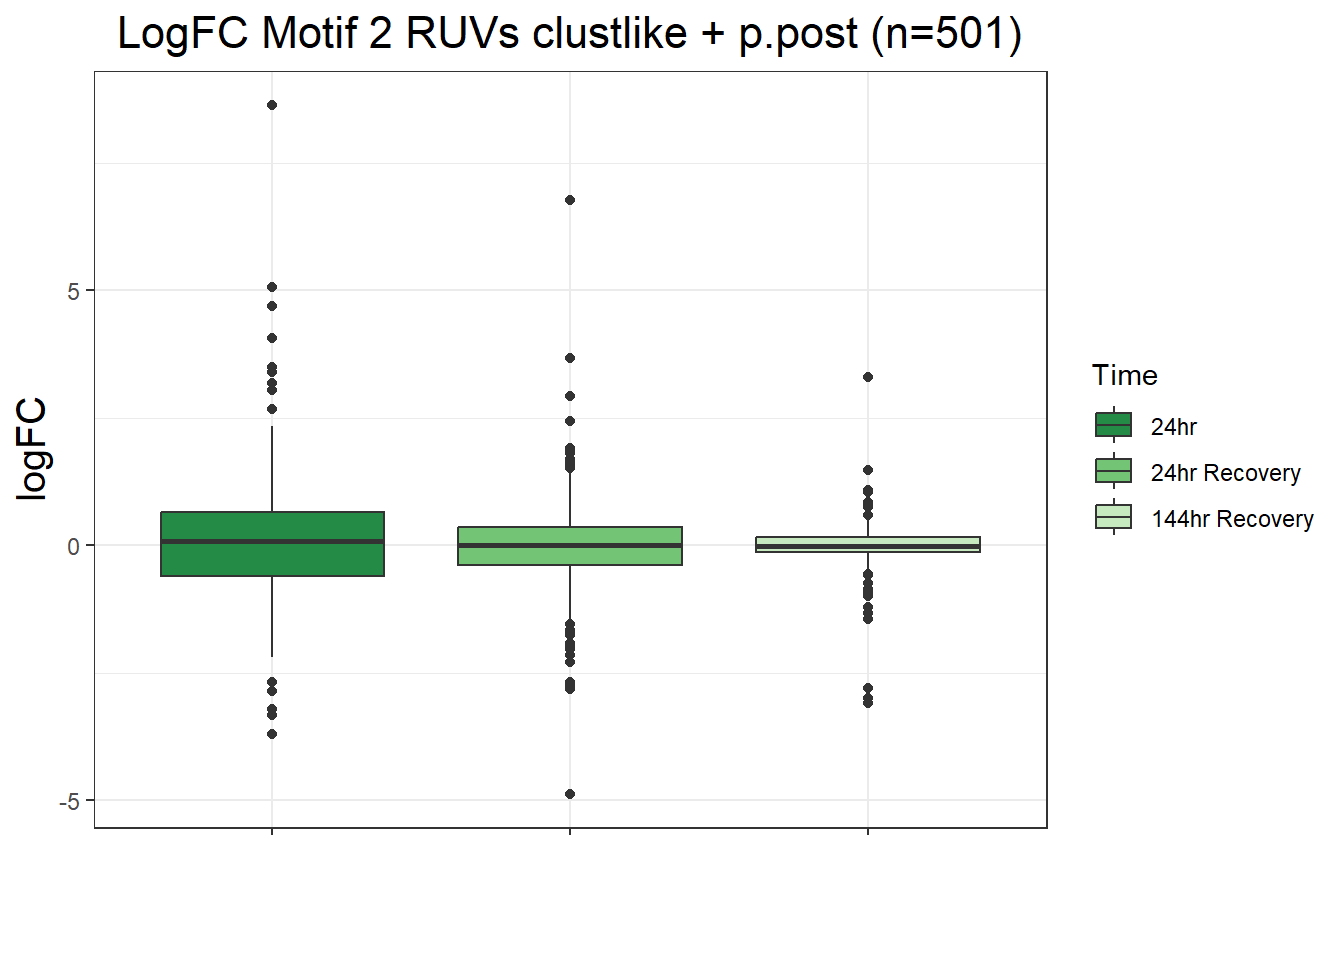 LogFC Motif 2 RUVs clustlike + p.post (n=501)
logFC
5
0
-5
Time
24hr
24hr Recovery
144hr Recovery